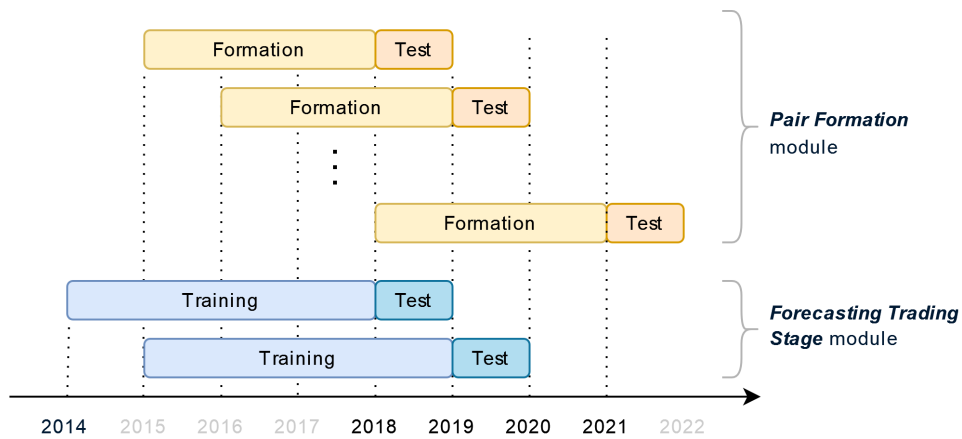 Formation Test
Formation Test
Pair Formation
module
Formation Test
Training Test
Forecasting Trading
Stage module
Training Test
2014 2015 2016 2017 2018 2019 2020 2021 2022